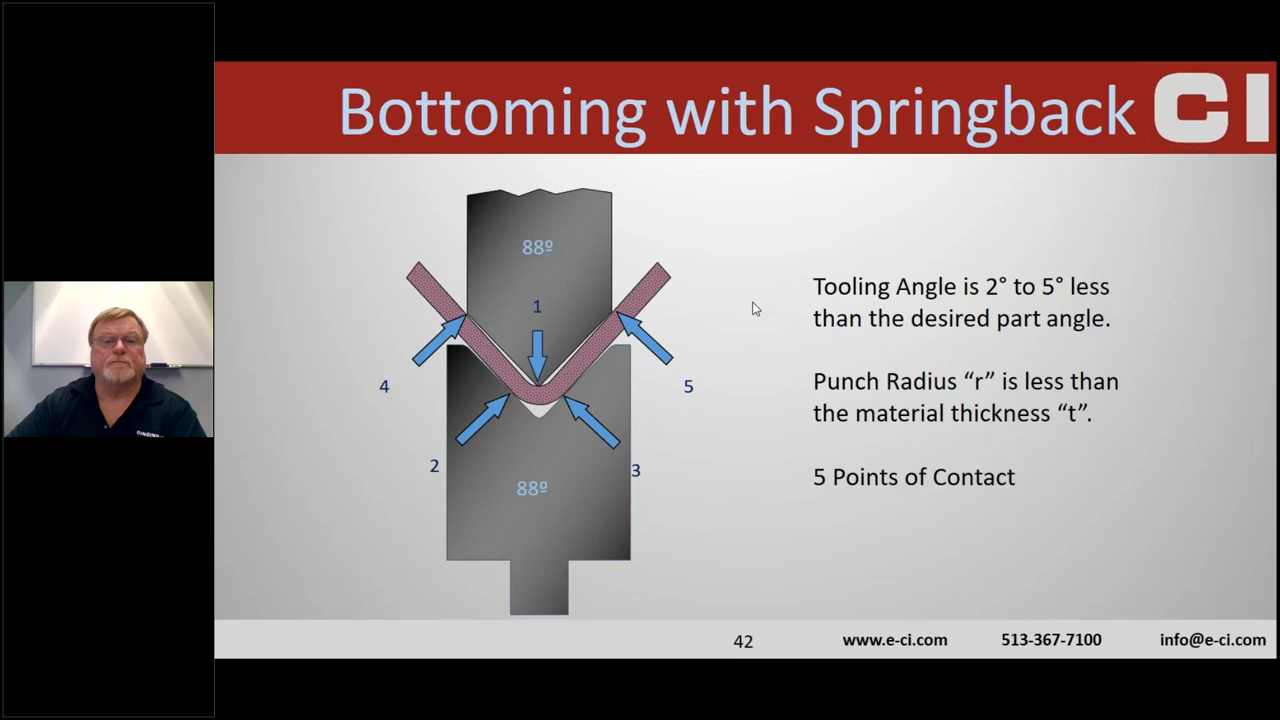 Bottoming with Springback
CI
88º
1
4
5
2
3
88º
Tooling Angle is 2° to 5° less
than the desired part angle.
Punch Radius “r” is less than
the material thickness “t”.
5 Points of Contact
42
www.e-ci.com
513-367-7100
info@e-ci.com